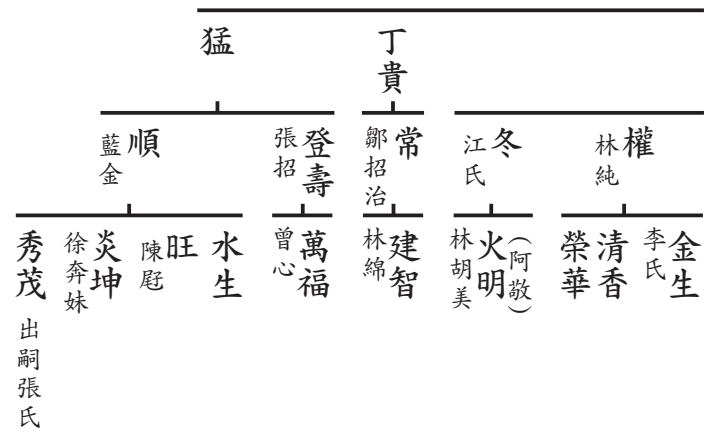 丁貴
猛
權
林純
冬
江氏
常
鄒招治
登壽
張招
順
藍金
金生
李氏
清香
榮華
火明
(阿敬)
林胡美
建智
林綿
萬福
曾心
水生
旺
陳屘
炎坤
徐奔妹
秀茂
出嗣張氏